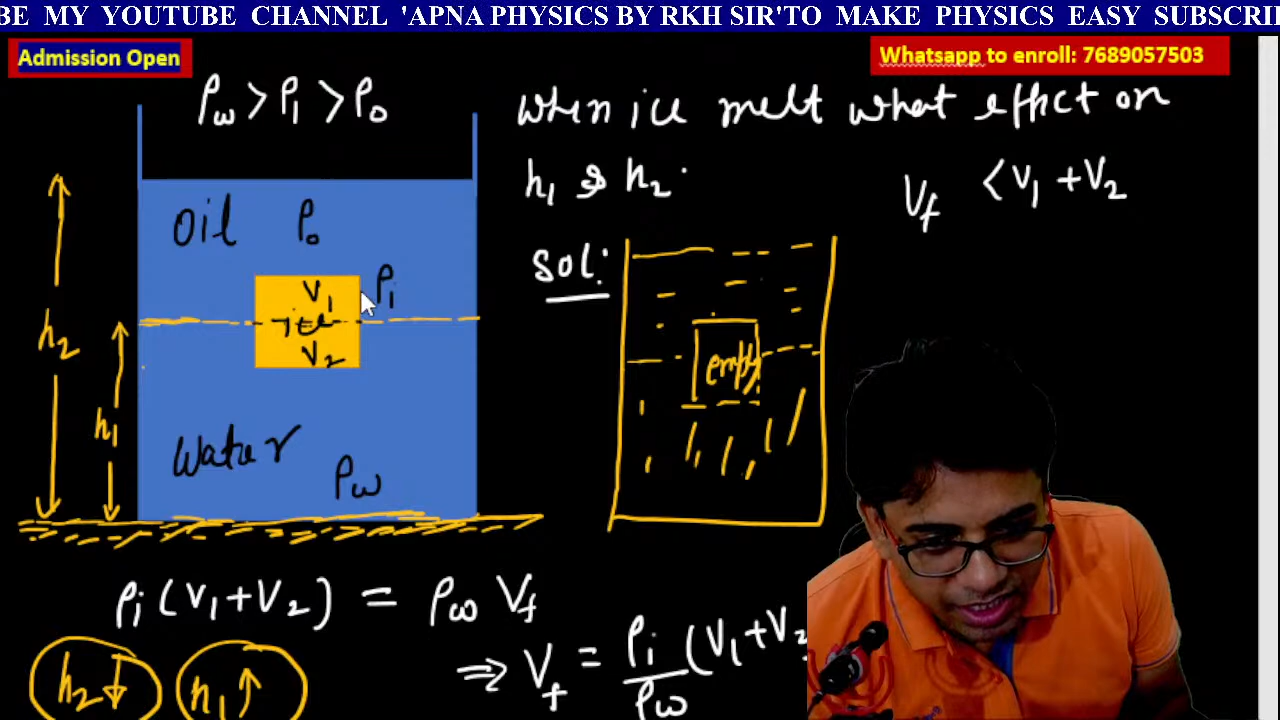 BE MY YOUTUBE CHANNEL 'APNA PHYSICS BY RKH SIR'TO MAKE PHYSICS EASY SUBSCRI
Admission Open
Whatsapp to enroll: 7689057503
ρw > ρi > ρo
when ice melt what effect on
h1 & h2.
Vf < V1 + V2
Oil ρo
Sol:
V1 ρi
ice
V2
empty
h2
h1
Water
ρw
ρi (V1 + V2) = ρw Vf
⇒ Vf = ρi/ρw (V1 + V2
h2 ↓ h1 ↑